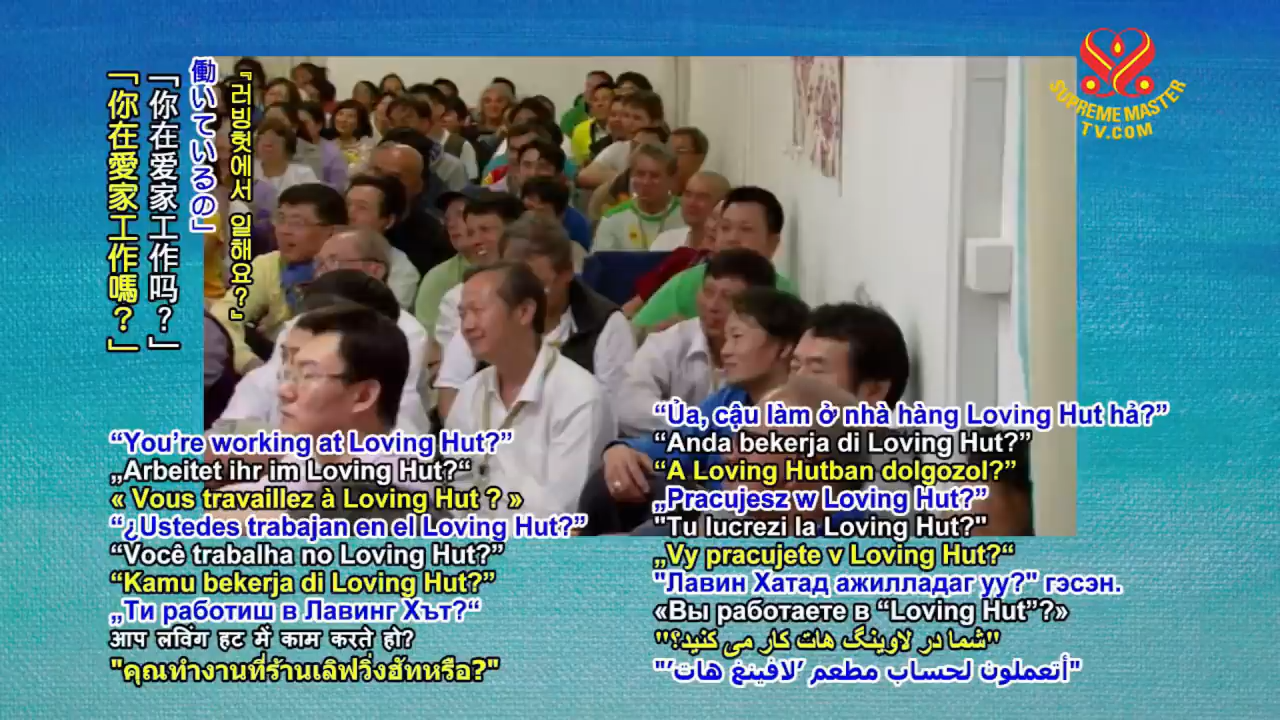 『러빙헛에서 일해요?』
働いているの」
「你在爱家工作吗？」
「你在愛家工作嗎？」
SUPREME MASTER
TV.COM
“You’re working at Loving Hut?”
„Arbeitet ihr im Loving Hut?“
« Vous travaillez à Loving Hut ? »
“¿Ustedes trabajan en el Loving Hut?”
“Você trabalha no Loving Hut?”
“Kamu bekerja di Loving Hut?”
„Ти работиш в Лавинг Хът?“
आप लविंग हट में काम करते हो?
"คุณทำงานที่ร้านเลิฟวิ่งฮัทหรือ?"
“Ủa, cậu làm ở nhà hàng Loving Hut hả?”
“Anda bekerja di Loving Hut?”
“A Loving Hutban dolgozol?”
„Pracujesz w Loving Hut?”
"Tu lucrezi la Loving Hut?"
„Vy pracujete v Loving Hut?“
"Лавин Хатад ажилладаг уу?" гэсэн.
«Вы работаете в “Loving Hut”?»
"شما در لاوینگ هات کار می کنید؟"
"أتعملون لحساب مطعم ’لافينغ هات’"